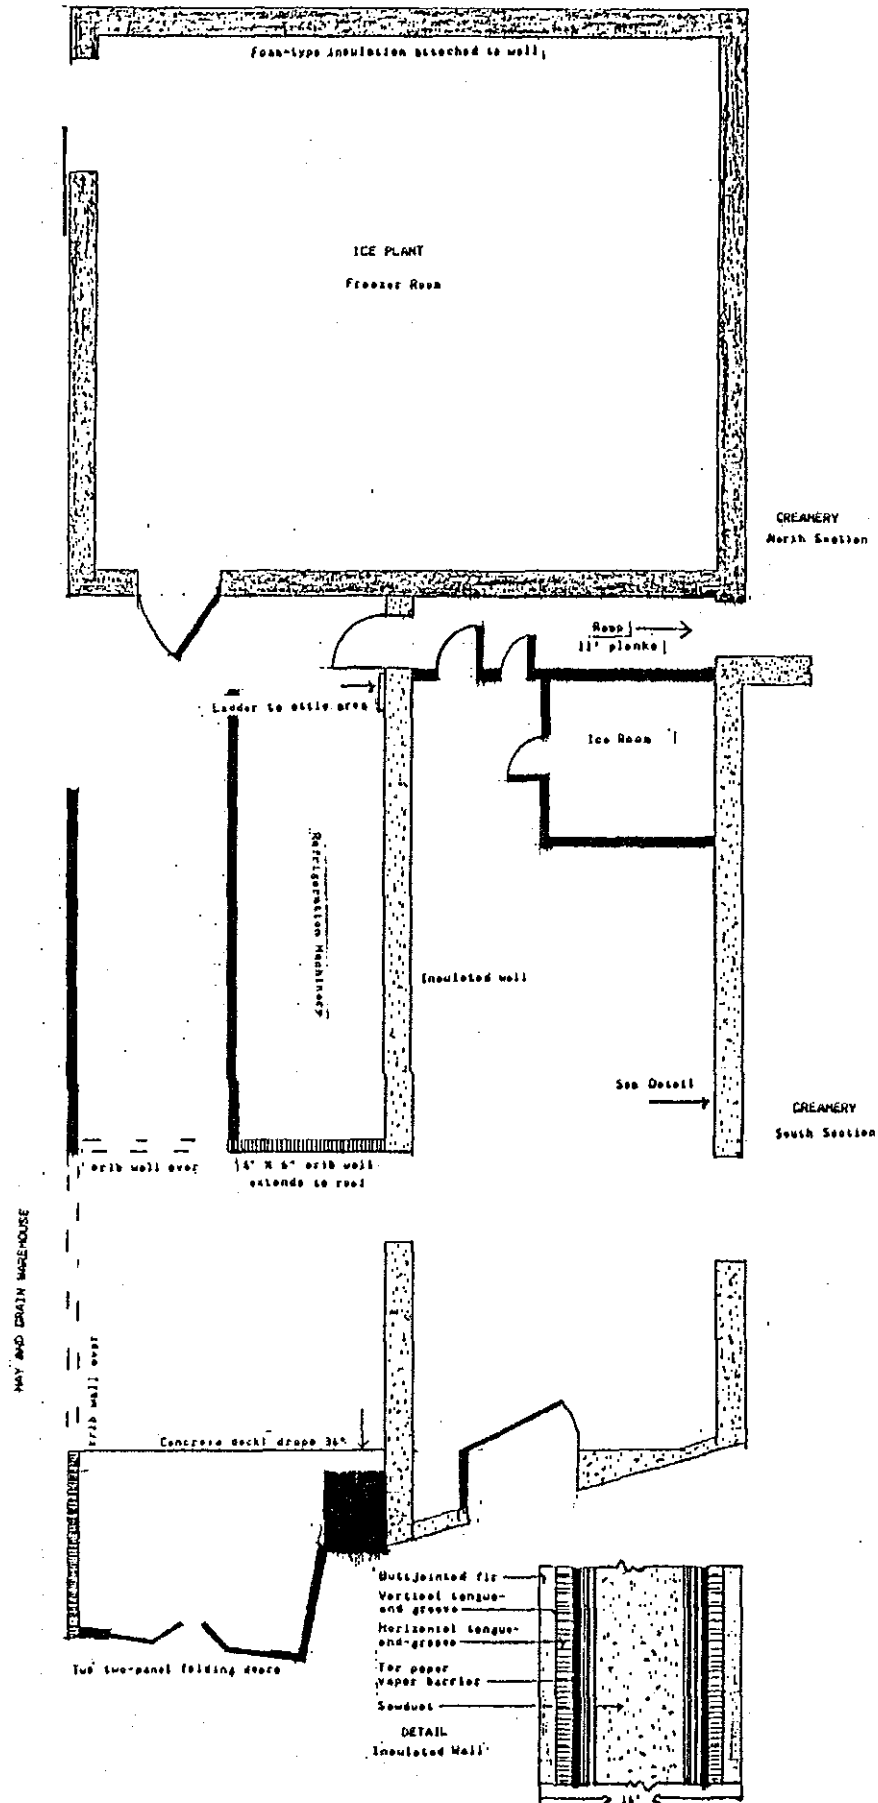 Foam-type insulation attached to wall
ICE PLANT
Freezer Room
CREAMERY
North Section
Ramp
11' planks
Ladder to attic area
Ice Room
Refrigeration Machinery
Insulated wall
See Detail
CREAMERY
South Section
crib wall over
6" X 6" crib wall
extends to roof
HAY AND GRAIN WAREHOUSE
crib wall over
Concrete deck drops 36"
Two two-panel folding doors
Butt jointed fir
Vertical tongue-
and groove
Horizontal tongue-
and-groove
Tar paper
vapor barrier
Sawdust
DETAIL
Insulated Wall